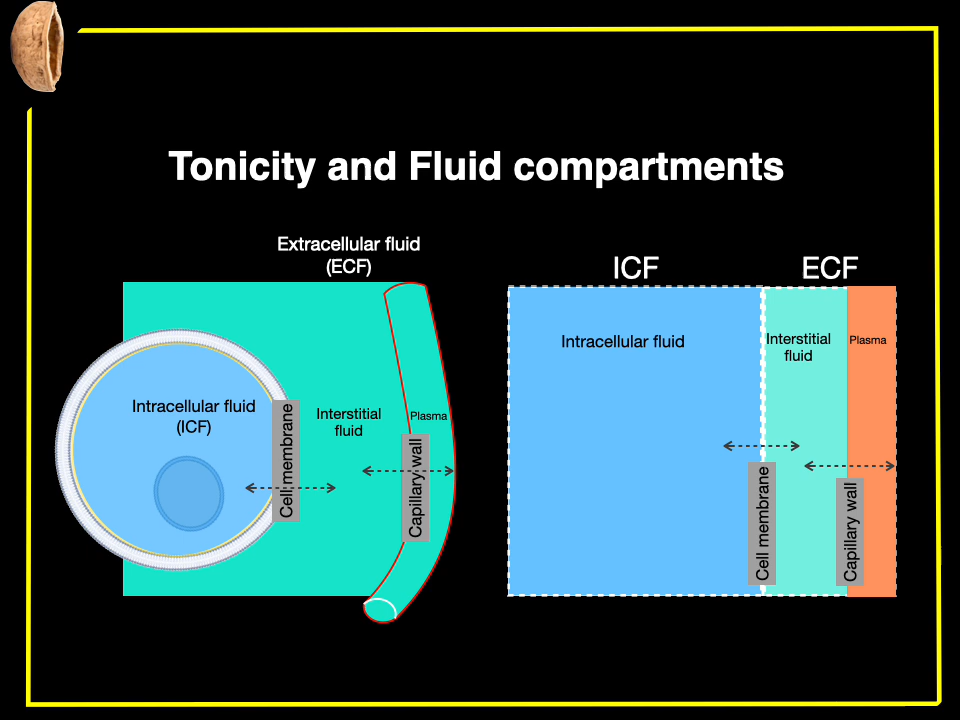 Tonicity and Fluid compartments
Extracellular fluid
(ECF)
Intracellular fluid
(ICF)
Cell membrane
Interstitial
fluid
Plasma
Capillary wall
ICF
ECF
Intracellular fluid
Interstitial
fluid
Plasma
Cell membrane
Capillary wall